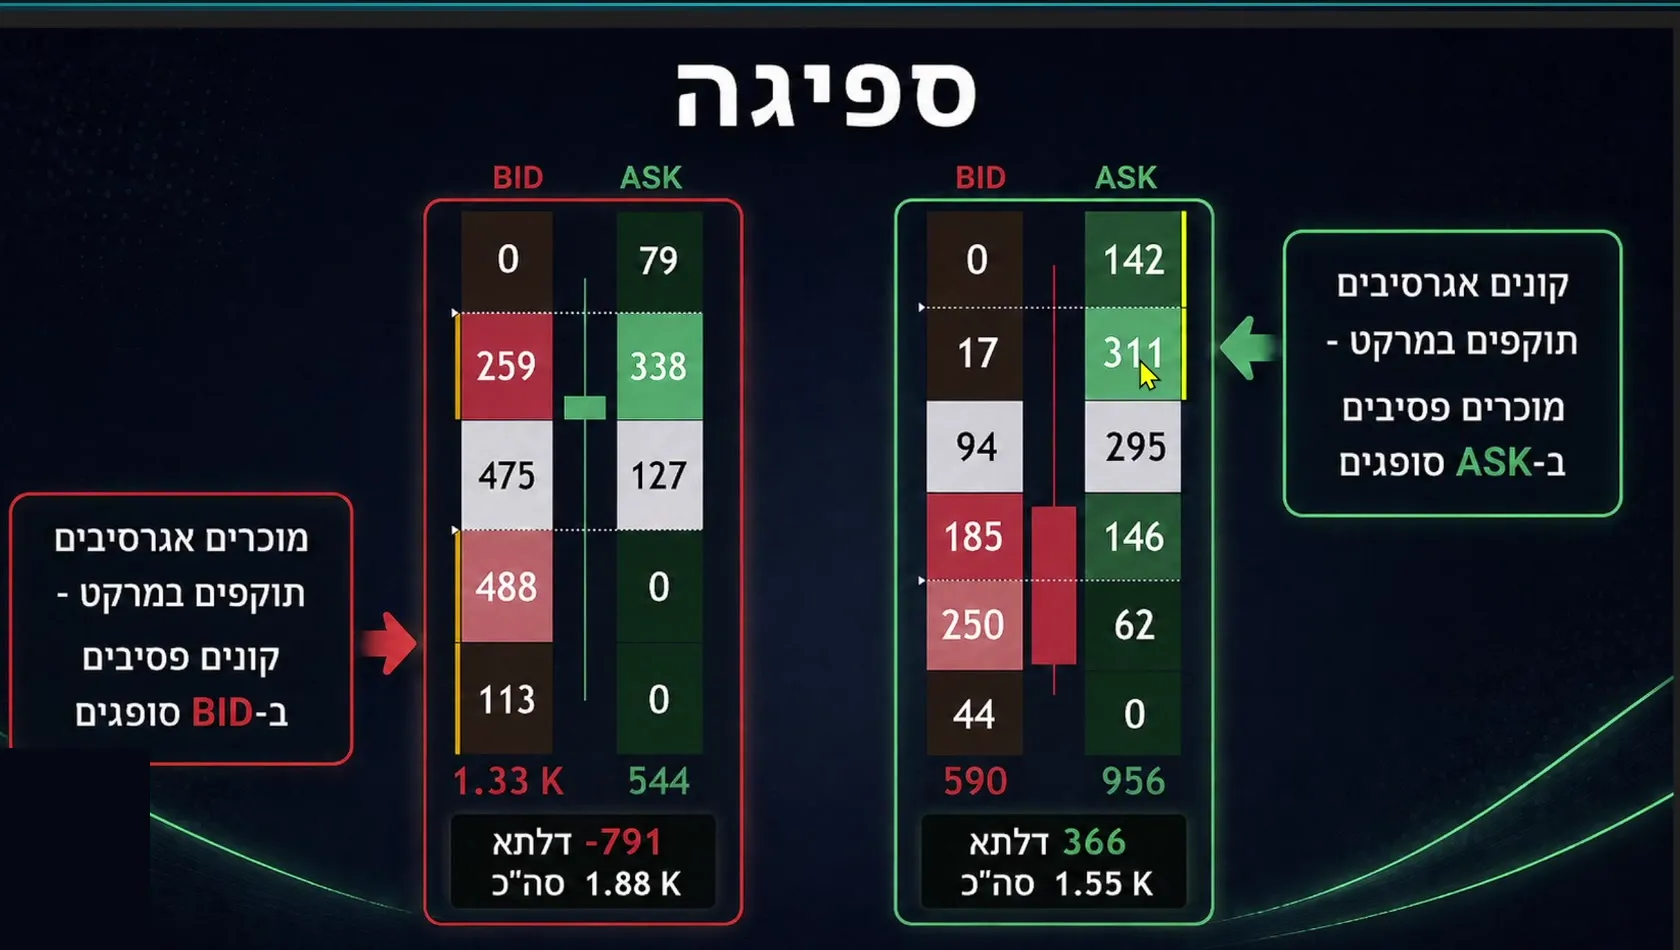 ספיגה
BID ASK
0 79
259 338
475 127
488 0
113 0
1.33 K 544
דלתא -791
סה"כ 1.88 K
מוכרים אגרסיבים
תוקפים במרקט -
קונים פסיבים
ב-BID סופגים
BID ASK
0 142
17 311
94 295
185 146
250 62
44 0
590 956
דלתא 366
סה"כ 1.55 K
קונים אגרסיבים
תוקפים במרקט -
מוכרים פסיבים
ב-ASK סופגים